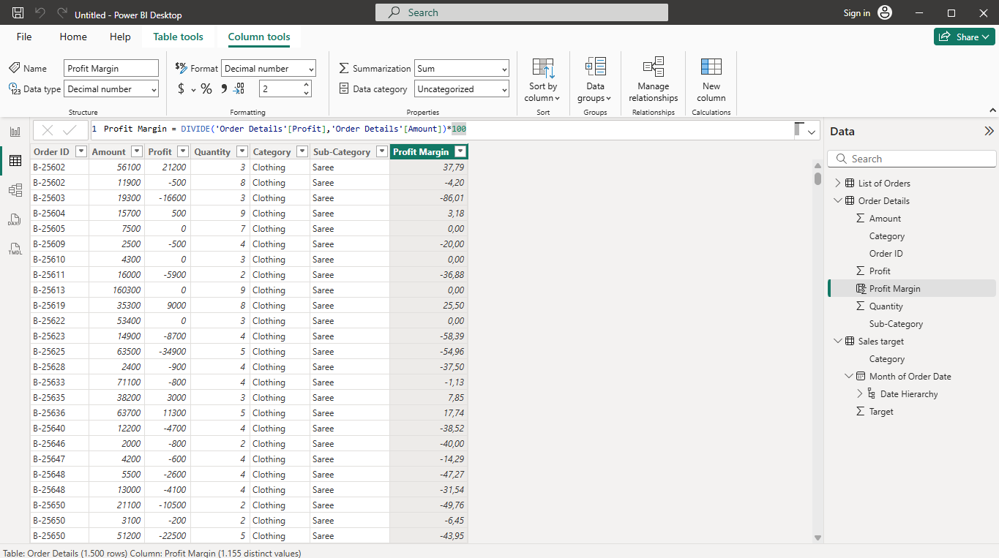 Untitled - Power BI Desktop
Search
Sign in
File Home Help Table tools Column tools
Share
Name Profit Margin
Data type Decimal number
Structure
$% Format Decimal number
$ % 9 .00 2
Formatting
Σ Summarization Sum
Data category Uncategorized
Properties
Sort by column
Sort
Data groups
Groups
Manage relationships
Relationships
New column
Calculations
1 Profit Margin = DIVIDE('Order Details'[Profit],'Order Details'[Amount])*100
Order ID Amount Profit Quantity Category Sub-Category Profit Margin
B-25602 56100 21200 3 Clothing Saree 37,79
B-25602 11900 -500 8 Clothing Saree -4,20
B-25603 19300 -16600 3 Clothing Saree -86,01
B-25604 15700 500 9 Clothing Saree 3,18
B-25605 7500 0 7 Clothing Saree 0,00
B-25609 2500 -500 4 Clothing Saree -20,00
B-25610 4300 0 3 Clothing Saree 0,00
B-25611 16000 -5900 2 Clothing Saree -36,88
B-25613 160300 0 9 Clothing Saree 0,00
B-25619 35300 9000 8 Clothing Saree 25,50
B-25622 53400 0 3 Clothing Saree 0,00
B-25623 14900 -8700 4 Clothing Saree -58,39
B-25625 63500 -34900 5 Clothing Saree -54,96
B-25628 2400 -900 4 Clothing Saree -37,50
B-25633 71100 -800 4 Clothing Saree -1,13
B-25635 38200 3000 3 Clothing Saree 7,85
B-25636 63700 11300 5 Clothing Saree 17,74
B-25640 12200 -4700 4 Clothing Saree -38,52
B-25646 2000 -800 2 Clothing Saree -40,00
B-25647 4200 -600 4 Clothing Saree -14,29
B-25648 5500 -2600 4 Clothing Saree -47,27
B-25648 13000 -4100 4 Clothing Saree -31,54
B-25650 21100 -10500 2 Clothing Saree -49,76
B-25650 3100 -200 2 Clothing Saree -6,45
B-25650 51200 -22500 5 Clothing Saree -43,95
DAX
TMDL
Data
Search
List of Orders
Order Details
Σ Amount
Category
Order ID
Σ Profit
Profit Margin
Σ Quantity
Sub-Category
Sales target
Category
Month of Order Date
Date Hierarchy
Σ Target
Table: Order Details (1.500 rows) Column: Profit Margin (1.155 distinct values)